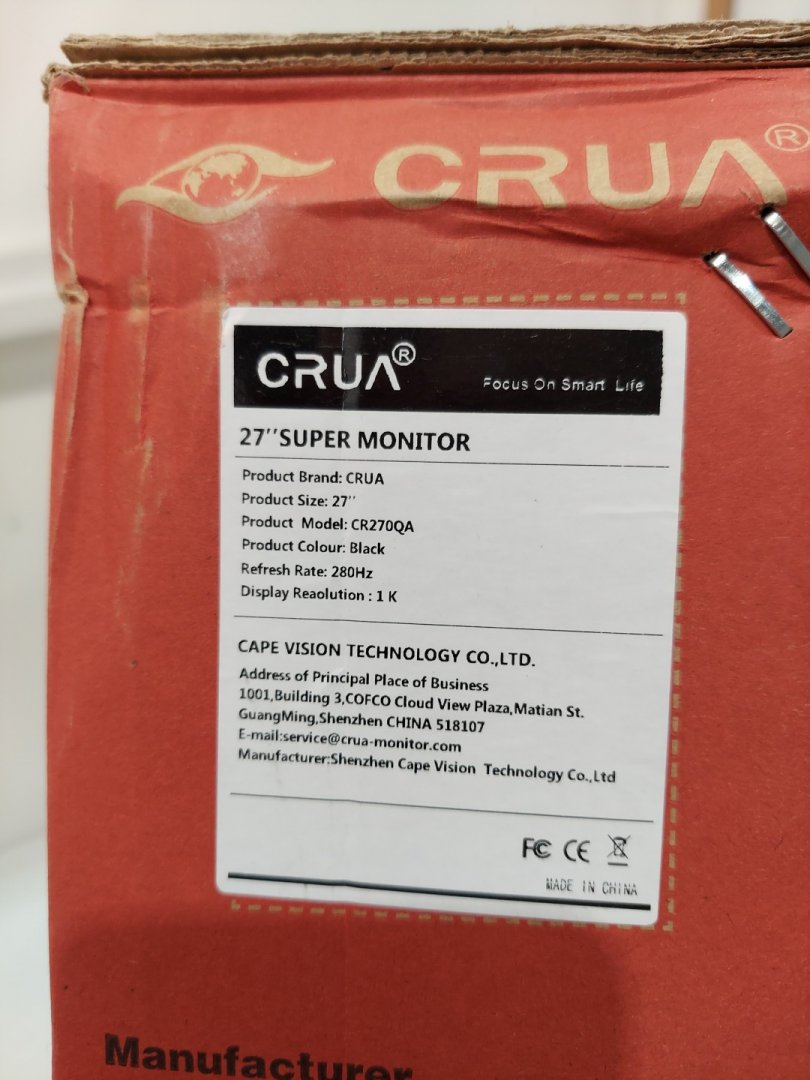 CRUA®
CRUA®
Focus On Smart Life
27''SUPER MONITOR
Product Brand: CRUA
Product Size: 27''
Product Model: CR270QA
Product Colour: Black
Refresh Rate: 280Hz
Display Reaolution : 1 K
CAPE VISION TECHNOLOGY CO.,LTD.
Address of Principal Place of Business
1001,Building 3,COFCO Cloud View Plaza,Matian St.
GuangMing,Shenzhen CHINA 518107
E-mail:service@crua-monitor.com
Manufacturer:Shenzhen Cape Vision Technology Co.,Ltd
FC CE
MADE IN CHINA
Manufacturer